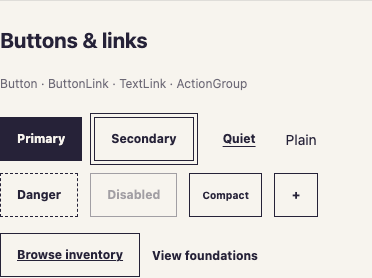 Buttons & links
Button · ButtonLink · TextLink · ActionGroup
Primary Secondary Quiet Plain
Danger Disabled Compact +
Browse inventory View foundations